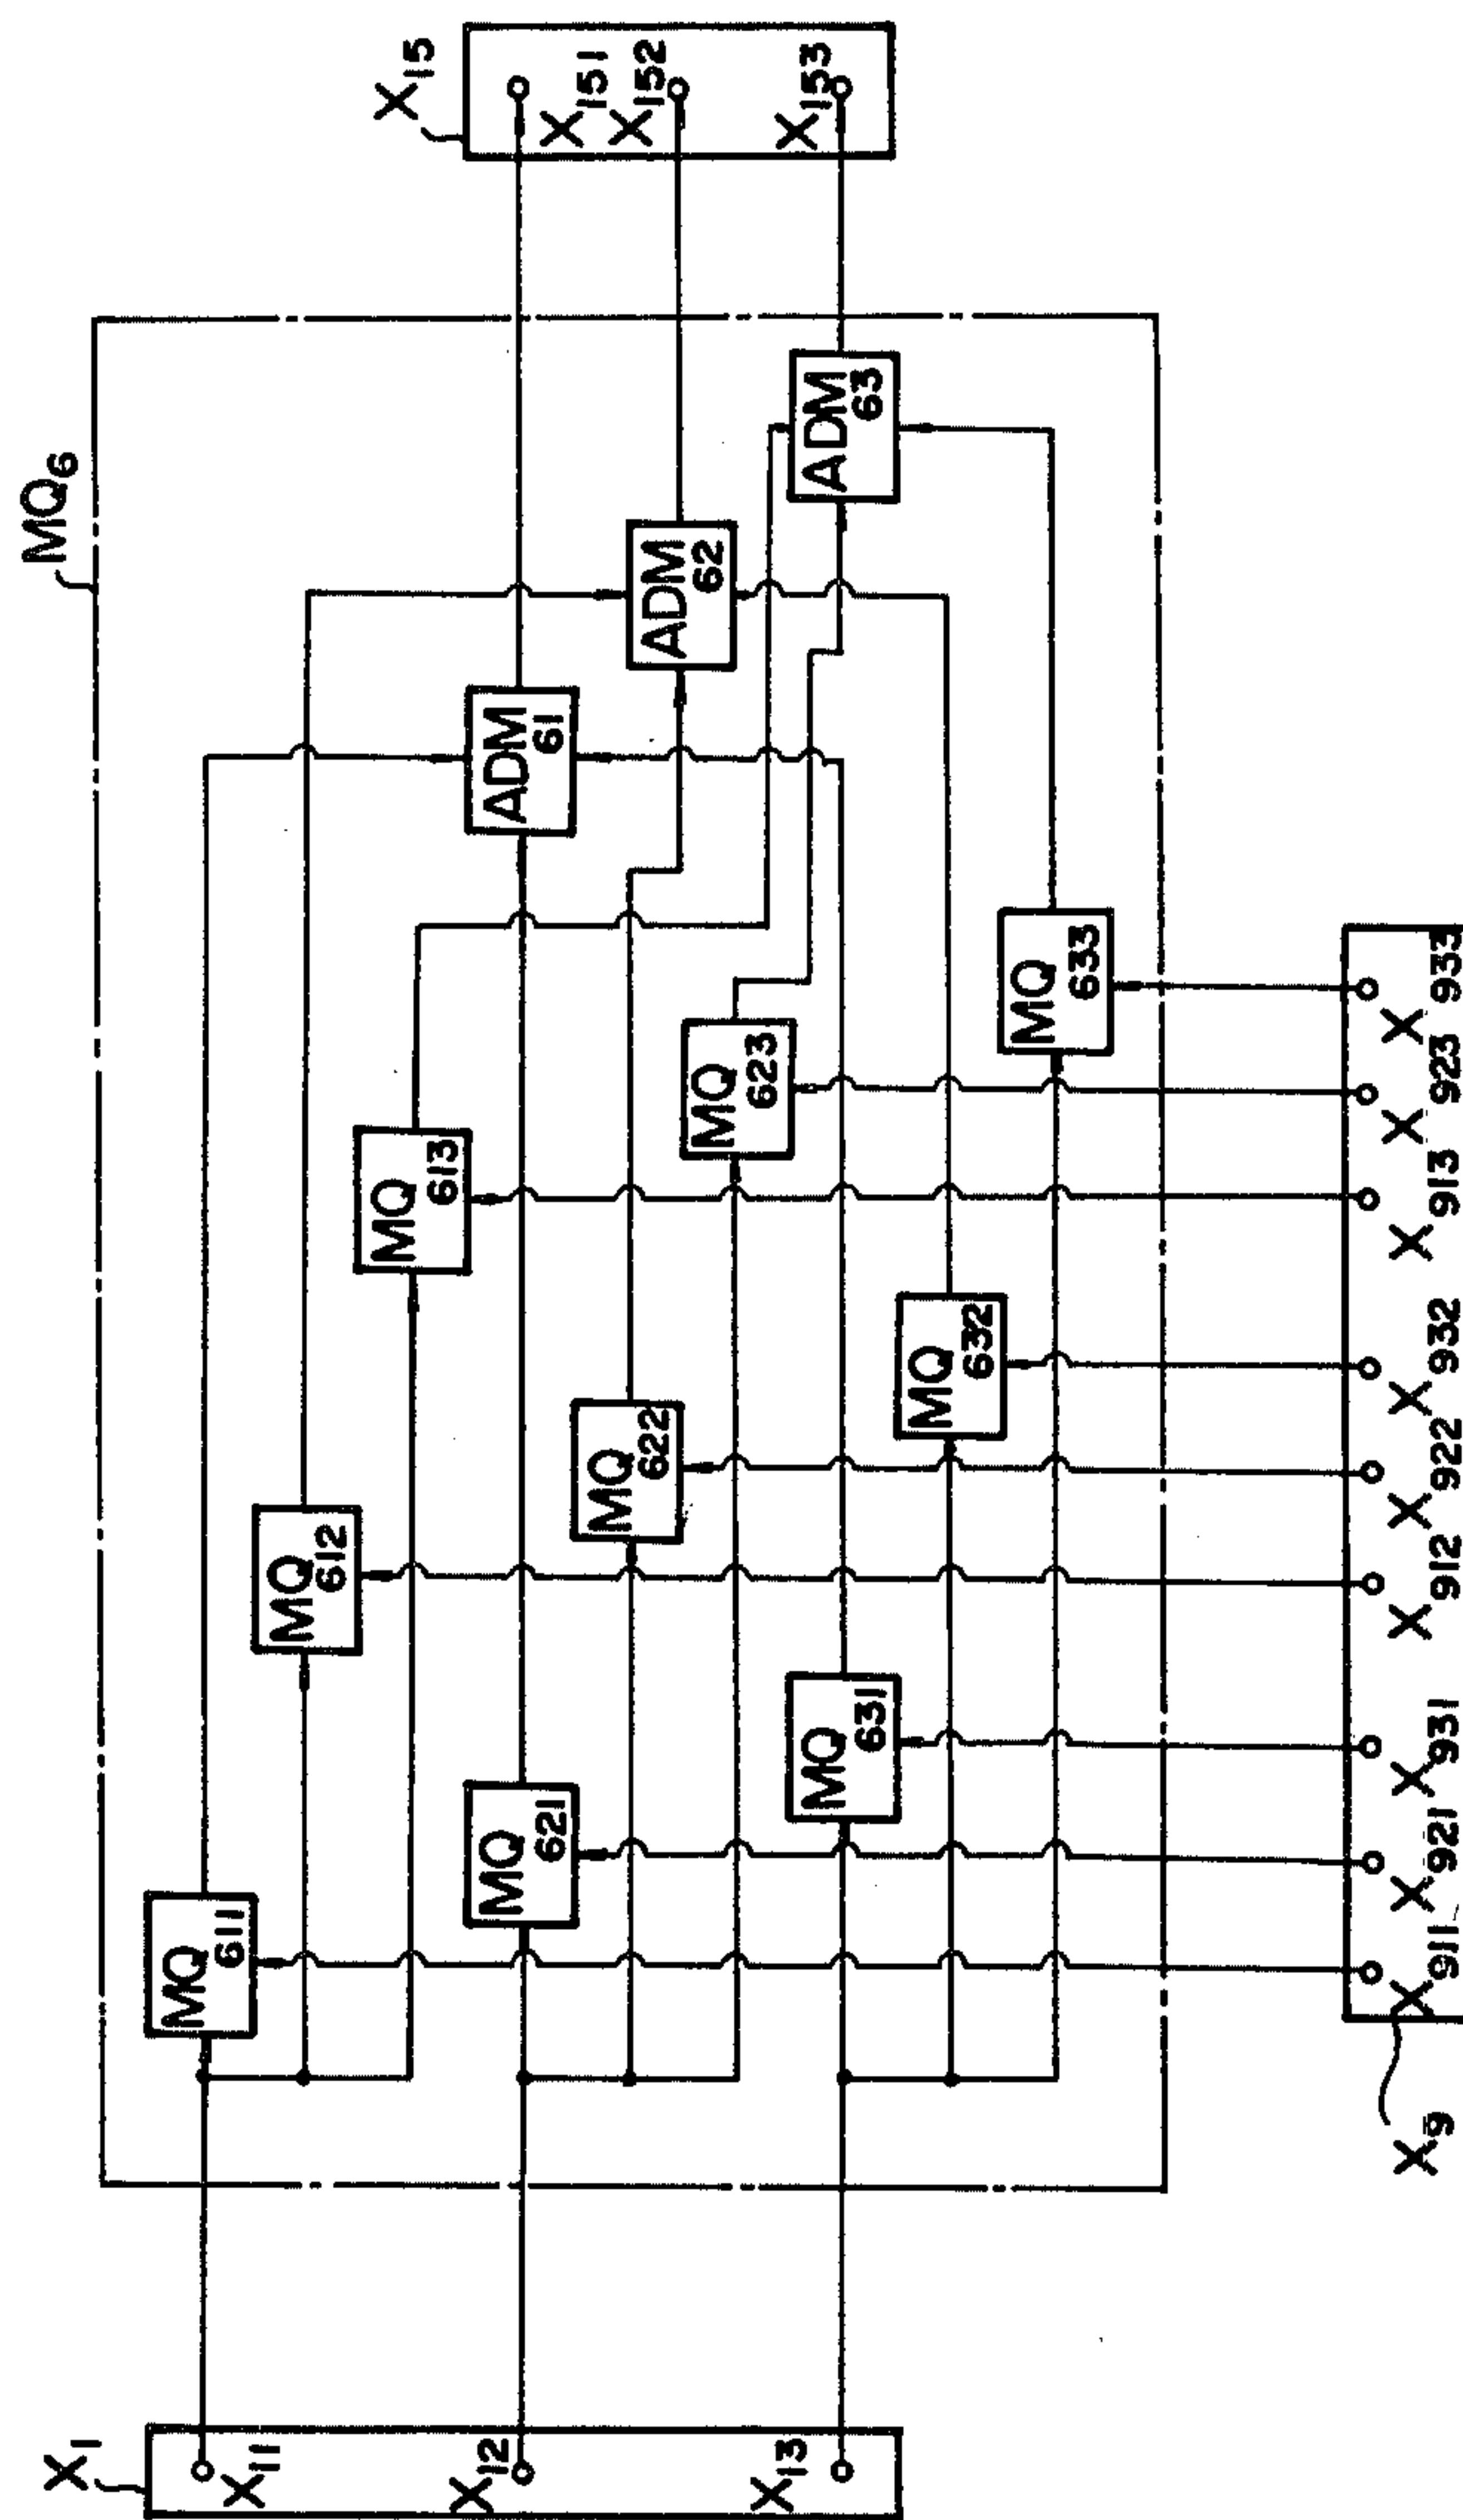 MQ6
X15
X151
X152
X153
ADM 61
ADM 62
ADM 63
MQ 611
MQ 612
MQ 613
MQ 621
MQ 622
MQ 623
MQ 631
MQ 632
MQ 633
X1
X11
X12
X13
X9
X911
X921
X931
X912
X922
X932
X913
X923
X933